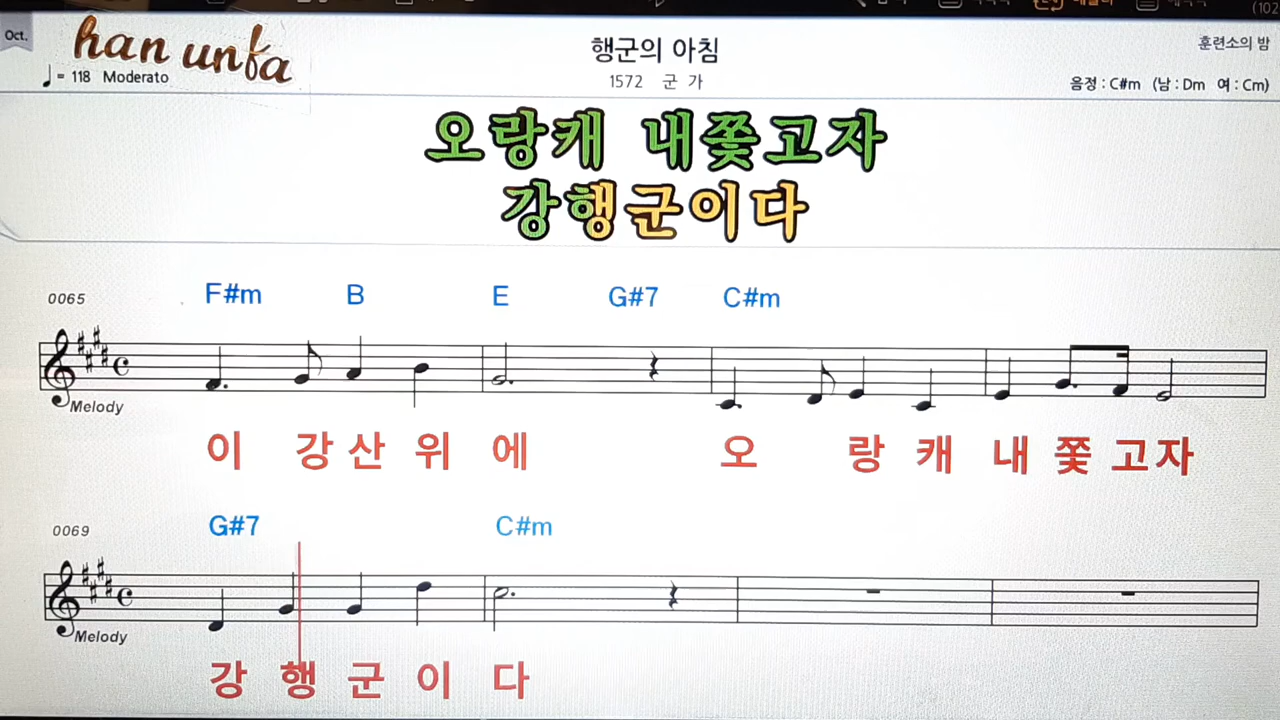 Oct.
han unfa
행군의 아침
훈련소의 밤
♩= 118 Moderato
1572 군 가
음정 : C#m (남 : Dm 여 : Cm)
오랑캐 내쫓고자
강행군이다
0065 F#m B E G#7 C#m
Melody
이 강 산 위 에 오 랑 캐 내 쫓 고 자
0069 G#7 C#m
Melody
강 행 군 이 다